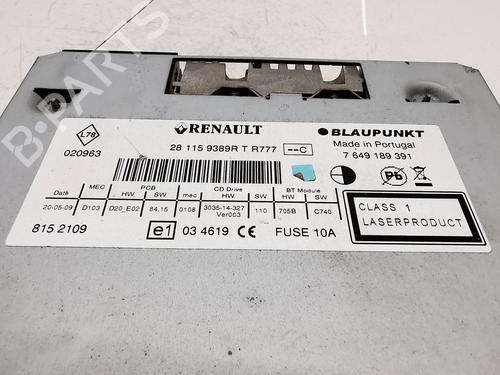 B-PARTS
L78
020963
RENAULT
28 115 9389R T R777
--C
BLAUPUNKT
Made in Portugal
7 649 189 391
Pb
MEC PCB CD Drive BT Module
Date HW SW mec HW SW HW SW
20-05-09 D103 D20_E02 84.15 0108 3035-14-327 Ver003 110 705B C740
815 2109
e1
03 4619 CE FUSE 10A
CLASS 1
LASERPRODUCT